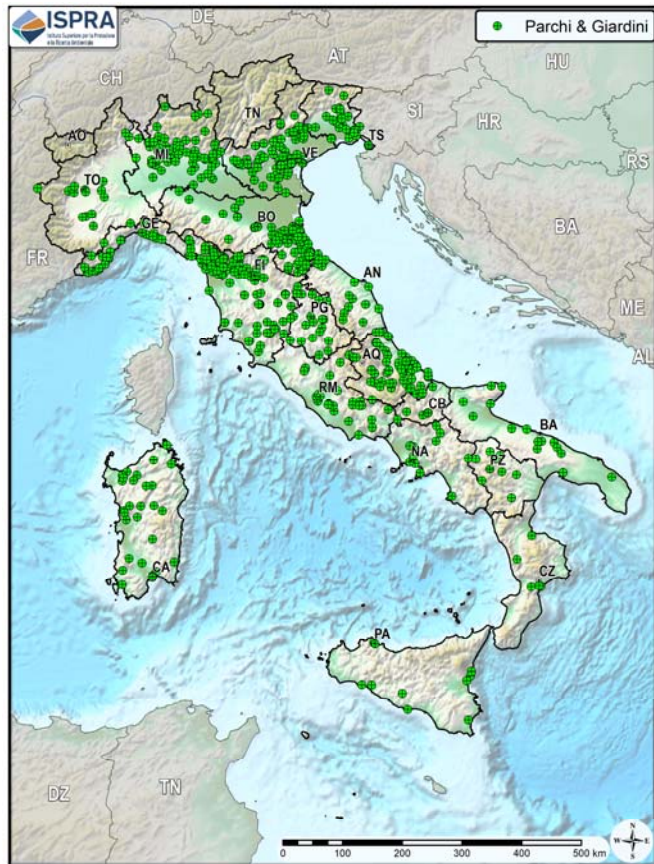 ISPRA
Istituto Superiore per la Protezione
e la Ricerca Ambientale
Parchi & Giardini
DE
AT
HU
CH
TN
SI
HR
AO
TS
RS
MI
VE
TO
BO
BA
GE
FR
FI
AN
ME
PG
AL
AQ
RM
CB
BA
NA
PZ
CA
CZ
PA
DZ
TN
N
W
E
S
0
100
200
300
400
500 km